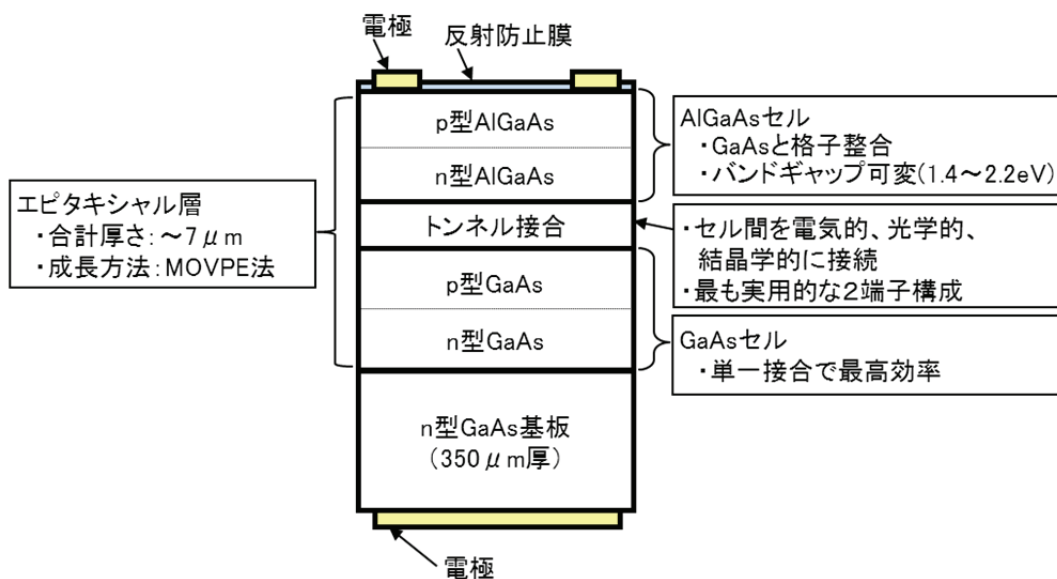 電極
反射防止膜
p型AlGaAs
n型AlGaAs
トンネル接合
p型GaAs
n型GaAs
n型GaAs基板
(350μm厚)
電極
エピタキシャル層
・合計厚さ:~7μm
・成長方法:MOVPE法
AlGaAsセル
・GaAsと格子整合
・バンドギャップ可変(1.4~2.2eV)
・セル間を電気的、光学的、
結晶学的に接続
・最も実用的な2端子構成
GaAsセル
・単一接合で最高効率